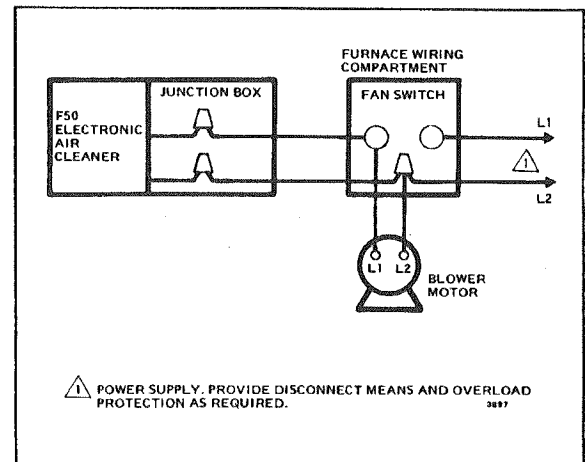 FURNACE WIRING
COMPARTMENT
JUNCTION BOX
FAN SWITCH
F50
ELECTRONIC
AIR
CLEANER
L1
1
L2
L1 L2
BLOWER
MOTOR
1 POWER SUPPLY. PROVIDE DISCONNECT MEANS AND OVERLOAD
PROTECTION AS REQUIRED.
3897